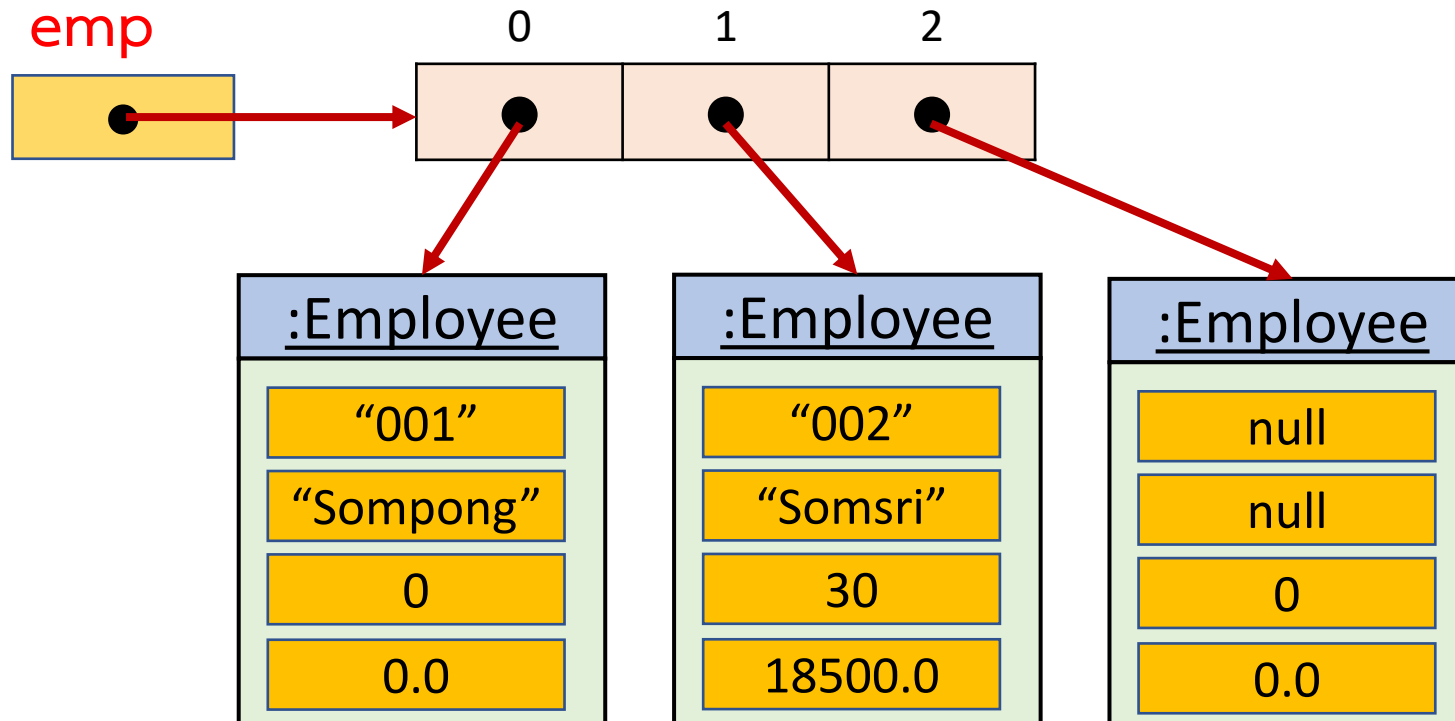 emp
0 1 2
:Employee
“001”
“Sompong”
0
0.0
:Employee
“002”
“Somsri”
30
18500.0
:Employee
null
null
0
0.0